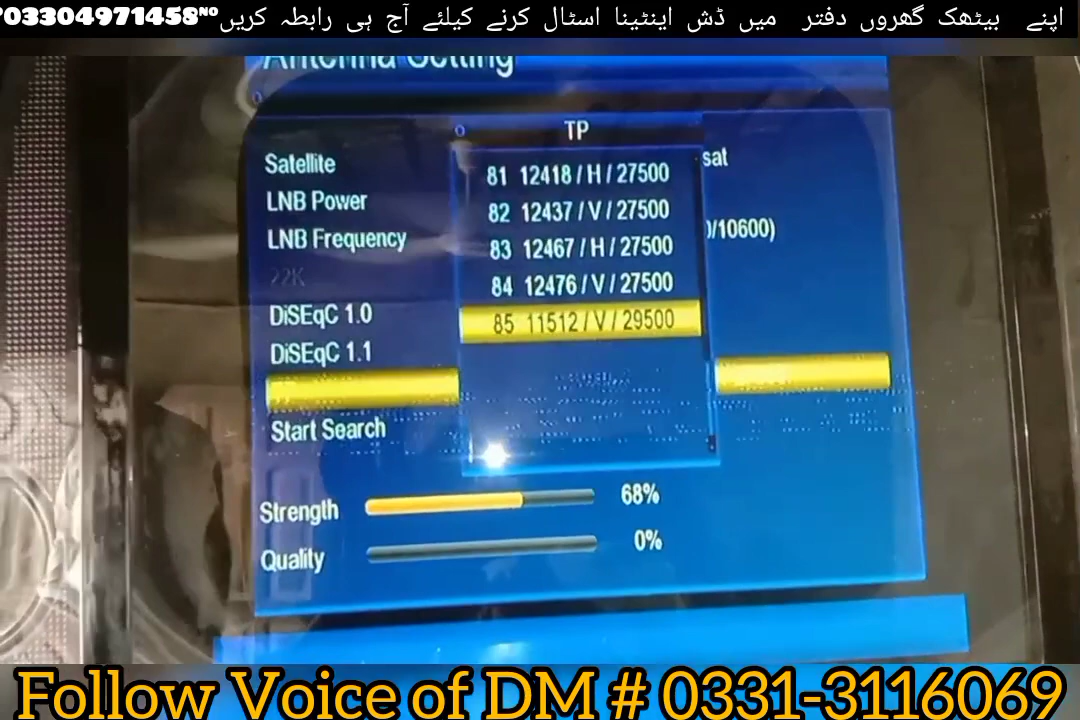 اپنے بیٹھک گھروں دفتر میں ڈش اینٹینا اسٹال کرنے کیلئے آج ہی رابطہ کریں 03304971458ᴺᴼ
Antenna Setting
TP
Satellite
sat
81 12418 / H / 27500
LNB Power
82 12437 / V / 27500
LNB Frequency
0/10600)
83 12467 / H / 27500
22K
84 12476 / V / 27500
DiSEqC 1.0
85 11512 / V / 29500
DiSEqC 1.1
Start Search
Strength 68%
Quality 0%
Follow Voice of DM # 0331-3116069